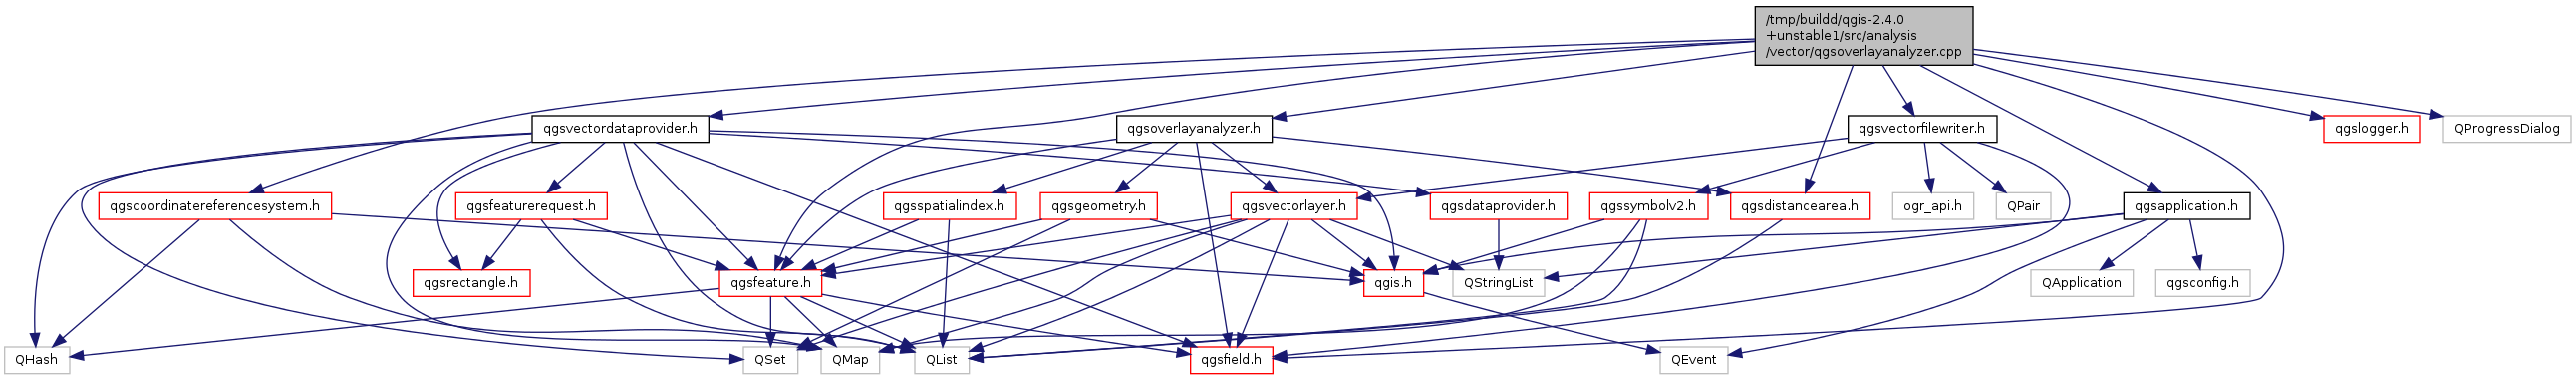 /tmp/buildd/qgis-2.4.0
+unstable1/src/analysis
/vector/qgsoverlayanalyzer.cpp
qgsvectordataprovider.h
qgsoverlayanalyzer.h
qgsvectorfilewriter.h
qgslogger.h
QProgressDialog
qgscoordinatereferencesystem.h
qgsfeaturerequest.h
qgsspatialindex.h
qgsgeometry.h
qgsvectorlayer.h
qgsdataprovider.h
qgssymbolv2.h
qgsdistancearea.h
ogr_api.h
QPair
qgsapplication.h
qgsrectangle.h
qgsfeature.h
qgis.h
QStringList
QApplication
qgsconfig.h
QHash
QSet
QMap
QList
qgsfield.h
QEvent